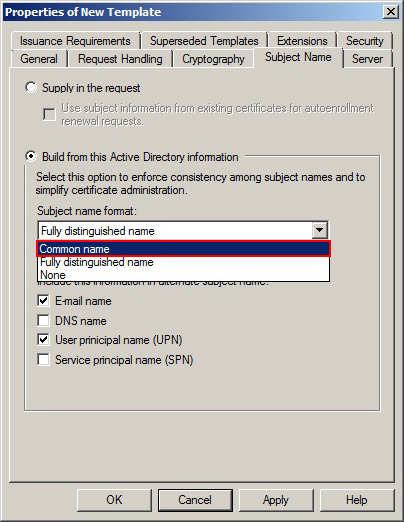 Properties of New Template
Issuance Requirements Superseded Templates Extensions Security
General Request Handling Cryptography Subject Name Server
Supply in the request
Use subject information from existing certificates for autoenrollment
renewal requests.
Build from this Active Directory information
Select this option to enforce consistency among subject names and to
simplify certificate administration.
Subject name format:
Fully distinguished name
Common name
Fully distinguished name
None
Include this information in alternate subject name:
E-mail name
DNS name
User prinicipal name (UPN)
Service principal name (SPN)
OK Cancel Apply Help